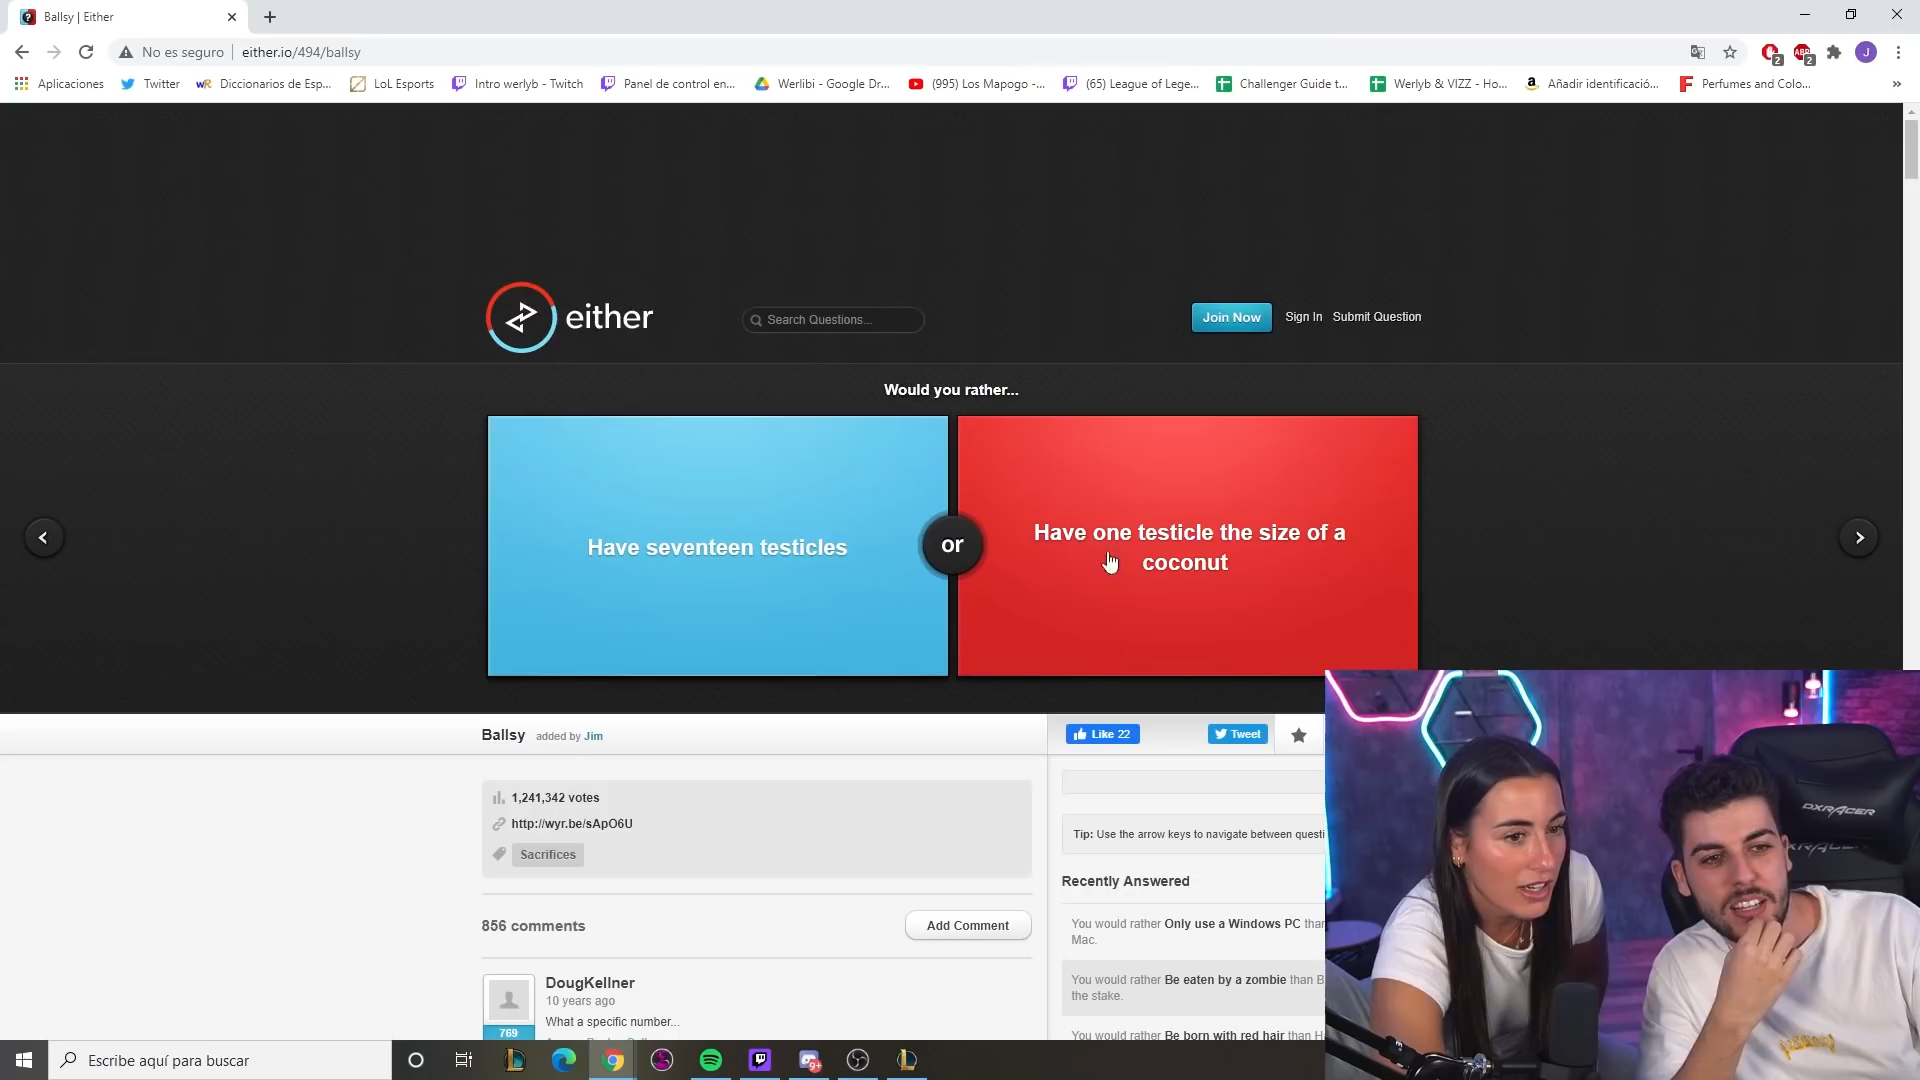 Ballsy | Either
No es seguro
either.io/494/ballsy
ABP
2
2
J
Aplicaciones
Twitter
Diccionarios de Esp...
LoL Esports
Intro werlyb - Twitch
Panel de control en...
Werlibi - Google Dr...
(995) Los Mapogo -...
(65) League of Lege...
Challenger Guide t...
Werlyb & VIZZ - Ho...
Añadir identificació...
Perfumes and Colo...
either
Search Questions...
Join Now
Sign In
Submit Question
Would you rather...
Have seventeen testicles
or
Have one testicle the size of a
coconut
Ballsy added by Jim
Like 22
Tweet
1,241,342 votes
http://wyr.be/sApO6U
Sacrifices
856 comments
Add Comment
DougKellner
10 years ago
What a specific number...
769
Tip: Use the arrow keys to navigate between questi
Recently Answered
You would rather Only use a Windows PC than
Mac.
You would rather Be eaten by a zombie than B
the stake.
You would rather Be born with red hair than H
DXRACER
Escribe aquí para buscar
9+